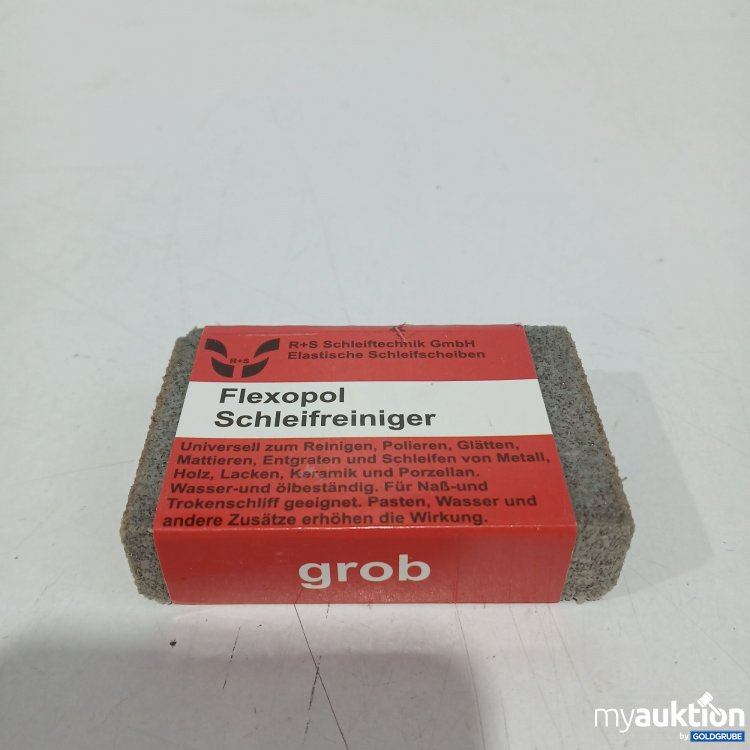 R+S
R+S Schleiftechnik GmbH
Elastische Schleifscheiben
Flexopol
Schleifreiniger
Universell zum Reinigen, Polieren, Glätten,
Mattieren, Entgraten und Schleifen von Metall,
Holz, Lacken, Keramik und Porzellan.
Wasser-und ölbeständig. Für Naß-und
Trokenschliff geeignet. Pasten, Wasser und
andere Zusätze erhöhen die Wirkung.
grob
myauktion
by GOLDGRUBE